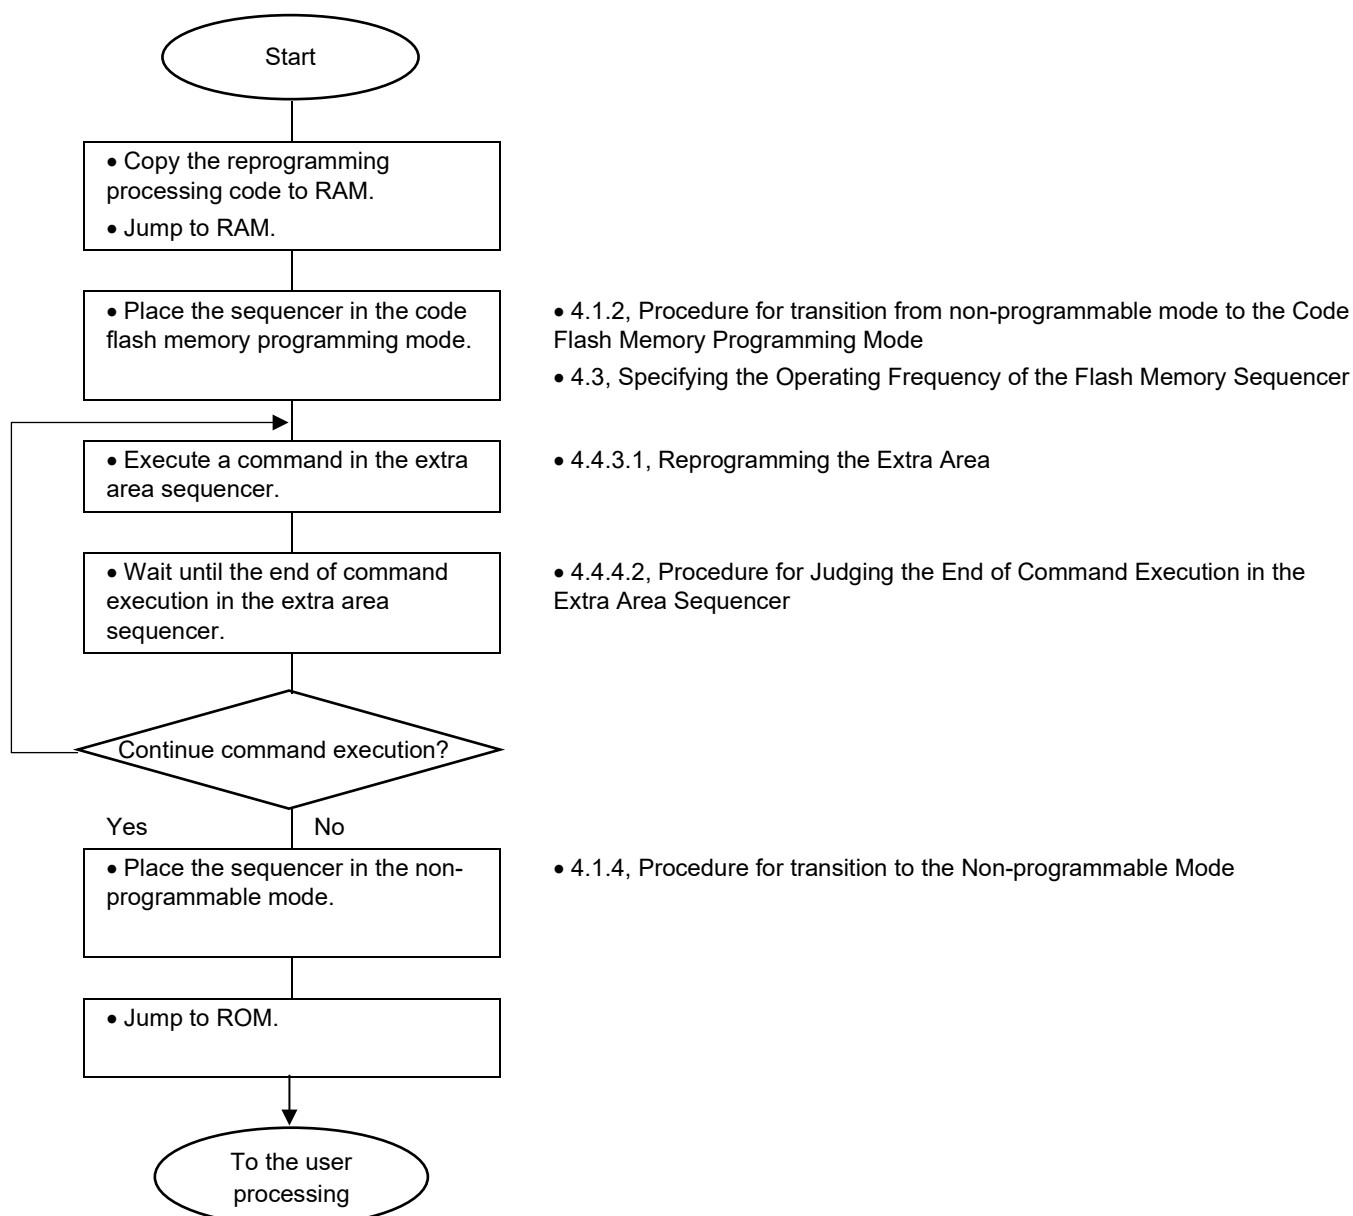 Start
• Copy the reprogramming
processing code to RAM.
• Jump to RAM.
• Place the sequencer in the code
flash memory programming mode.
• 4.1.2, Procedure for transition from non-programmable mode to the Code
Flash Memory Programming Mode
• 4.3, Specifying the Operating Frequency of the Flash Memory Sequencer
• Execute a command in the extra
area sequencer.
• 4.4.3.1, Reprogramming the Extra Area
• Wait until the end of command
execution in the extra area
sequencer.
• 4.4.4.2, Procedure for Judging the End of Command Execution in the
Extra Area Sequencer
Continue command execution?
Yes
No
• Place the sequencer in the non-
programmable mode.
• 4.1.4, Procedure for transition to the Non-programmable Mode
• Jump to ROM.
To the user
processing